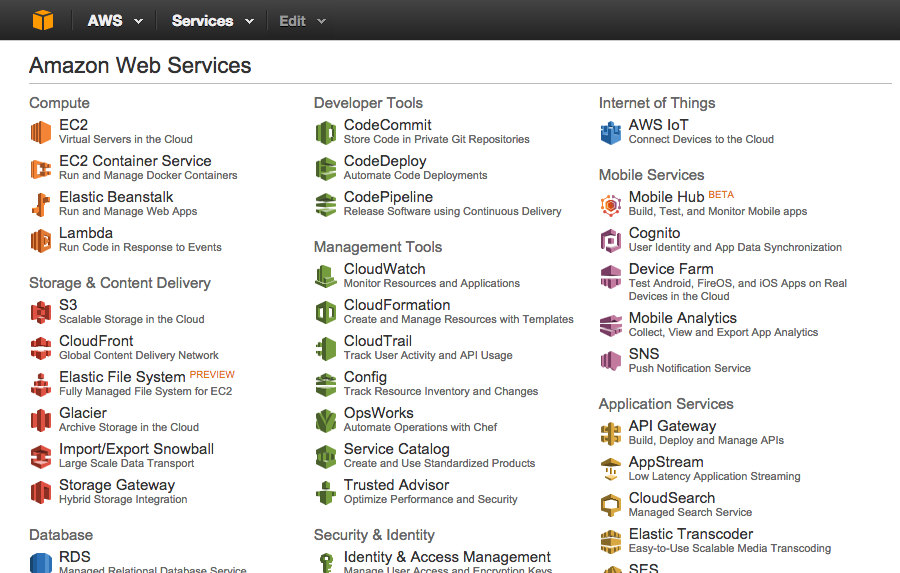 AWS Services Edit
Amazon Web Services
Compute
EC2
Virtual Servers in the Cloud
EC2 Container Service
Run and Manage Docker Containers
Elastic Beanstalk
Run and Manage Web Apps
Lambda
Run Code in Response to Events
Storage & Content Delivery
S3
Scalable Storage in the Cloud
CloudFront
Global Content Delivery Network
Elastic File System PREVIEW
Fully Managed File System for EC2
Glacier
Archive Storage in the Cloud
Import/Export Snowball
Large Scale Data Transport
Storage Gateway
Hybrid Storage Integration
Database
RDS
Managed Relational Database Service
Developer Tools
CodeCommit
Store Code in Private Git Repositories
CodeDeploy
Automate Code Deployments
CodePipeline
Release Software using Continuous Delivery
Management Tools
CloudWatch
Monitor Resources and Applications
CloudFormation
Create and Manage Resources with Templates
CloudTrail
Track User Activity and API Usage
Config
Track Resource Inventory and Changes
OpsWorks
Automate Operations with Chef
Service Catalog
Create and Use Standardized Products
Trusted Advisor
Optimize Performance and Security
Security & Identity
Identity & Access Management
Manage User Access and Encryption Keys
Internet of Things
AWS IoT
Connect Devices to the Cloud
Mobile Services
Mobile Hub BETA
Build, Test, and Monitor Mobile apps
Cognito
User Identity and App Data Synchronization
Device Farm
Test Android, FireOS, and iOS Apps on Real
Devices in the Cloud
Mobile Analytics
Collect, View and Export App Analytics
SNS
Push Notification Service
Application Services
API Gateway
Build, Deploy and Manage APIs
AppStream
Low Latency Application Streaming
CloudSearch
Managed Search Service
Elastic Transcoder
Easy-to-Use Scalable Media Transcoding
SES